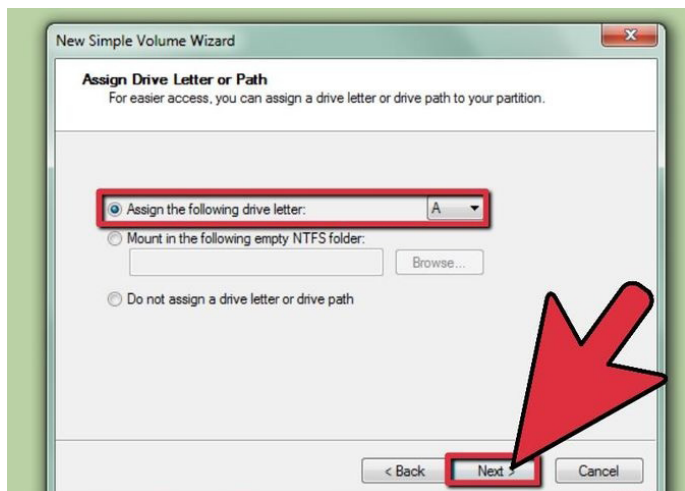 New Simple Volume Wizard
Assign Drive Letter or Path
For easier access, you can assign a drive letter or drive path to your partition.
Assign the following drive letter: A
Mount in the following empty NTFS folder:
Browse...
Do not assign a drive letter or drive path
< Back Next > Cancel